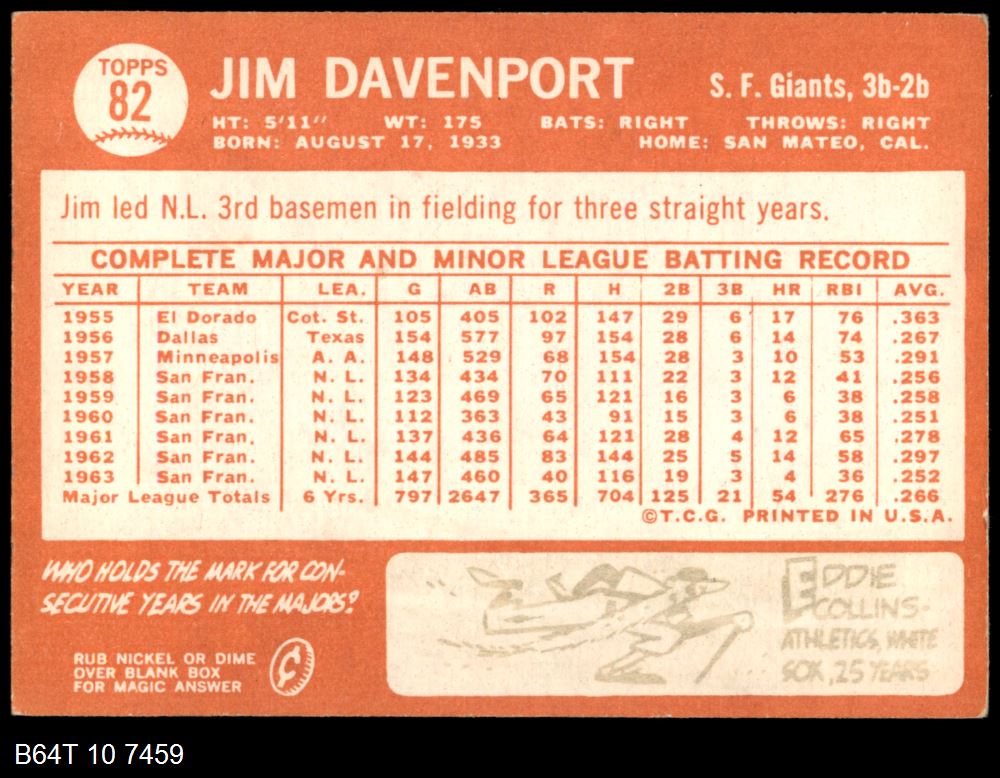 TOPPS
82
JIM DAVENPORT
S. F. Giants, 3b-2b
HT: 5'11" WT: 175 BATS: RIGHT THROWS: RIGHT
BORN: AUGUST 17, 1933 HOME: SAN MATEO, CAL.
Jim led N.L. 3rd basemen in fielding for three straight years.
COMPLETE MAJOR AND MINOR LEAGUE BATTING RECORD
YEAR TEAM LEA. G AB R H 2B 3B HR RBI AVG.
1955 El Dorado Cot. St. 105 405 102 147 29 6 17 76 .363
1956 Dallas Texas 154 577 97 154 28 6 14 74 .267
1957 Minneapolis A. A. 148 529 68 154 28 3 10 53 .291
1958 San Fran. N. L. 134 434 70 111 22 3 12 41 .256
1959 San Fran. N. L. 123 469 65 121 16 3 6 38 .258
1960 San Fran. N. L. 112 363 43 91 15 3 6 38 .251
1961 San Fran. N. L. 137 436 64 121 28 4 12 65 .278
1962 San Fran. N. L. 144 485 83 144 25 5 14 58 .297
1963 San Fran. N. L. 147 460 40 116 19 3 4 36 .252
Major League Totals 6 Yrs. 797 2647 365 704 125 21 54 276 .266
©T.C.G. PRINTED IN U.S.A.
WHO HOLDS THE MARK FOR CON-
SECUTIVE YEARS IN THE MAJORS?
RUB NICKEL OR DIME
OVER BLANK BOX
FOR MAGIC ANSWER
¢
EDDIE
COLLINS-
ATHLETICS, WHITE
SOX, 25 YEARS
B64T 10 7459